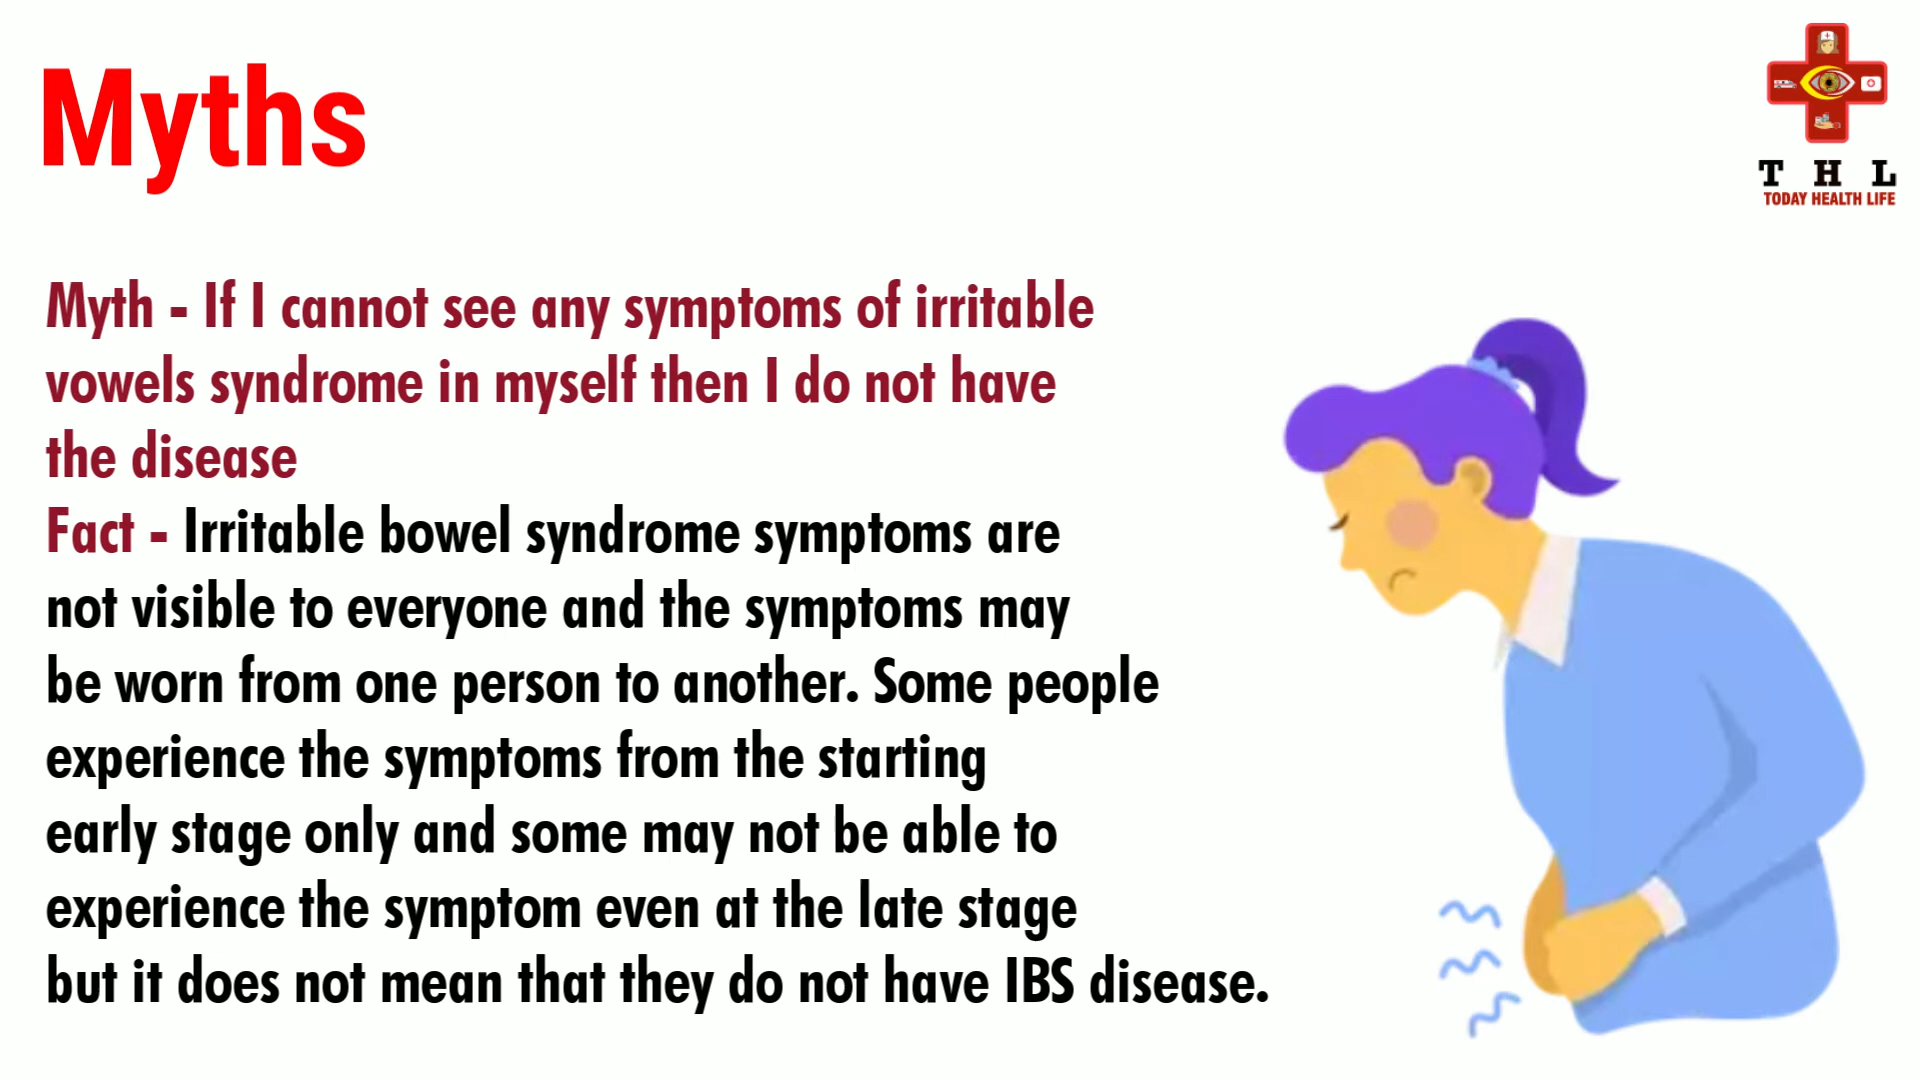 Myths
T H L
TODAY HEALTH LIFE
Myth - If I cannot see any symptoms of irritable
vowels syndrome in myself then I do not have
the disease
Fact - Irritable bowel syndrome symptoms are
not visible to everyone and the symptoms may
be worn from one person to another. Some people
experience the symptoms from the starting
early stage only and some may not be able to
experience the symptom even at the late stage
but it does not mean that they do not have IBS disease.